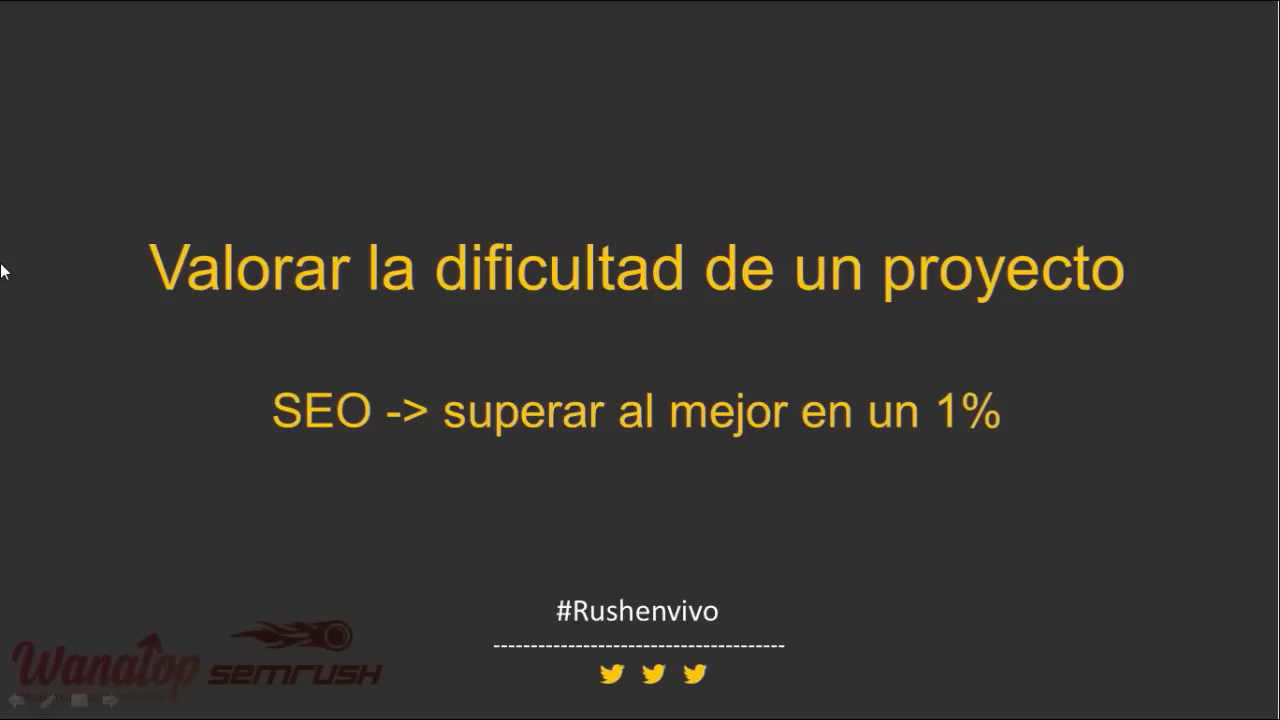 Valorar la dificultad de un proyecto
SEO -> superar al mejor en un 1%
#Rushenvivo
---------------------------------------
Wanatop
semrush